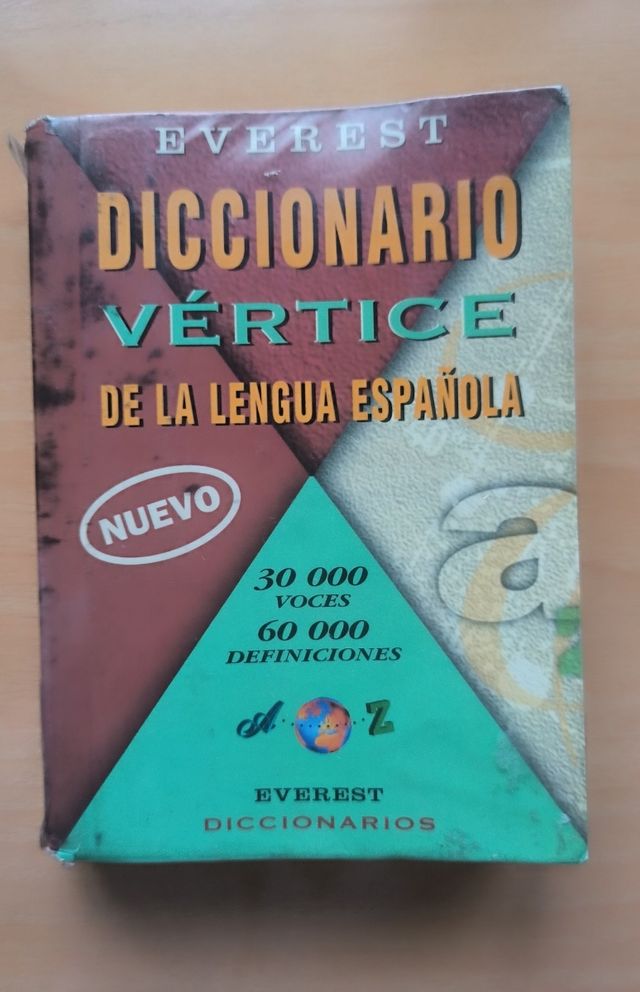 EVEREST
DICCIONARIO
VÉRTICE
DE LA LENGUA ESPAÑOLA
NUEVO
a
30 000
VOCES
60 000
DEFINICIONES
A Z
EVEREST
DICCIONARIOS